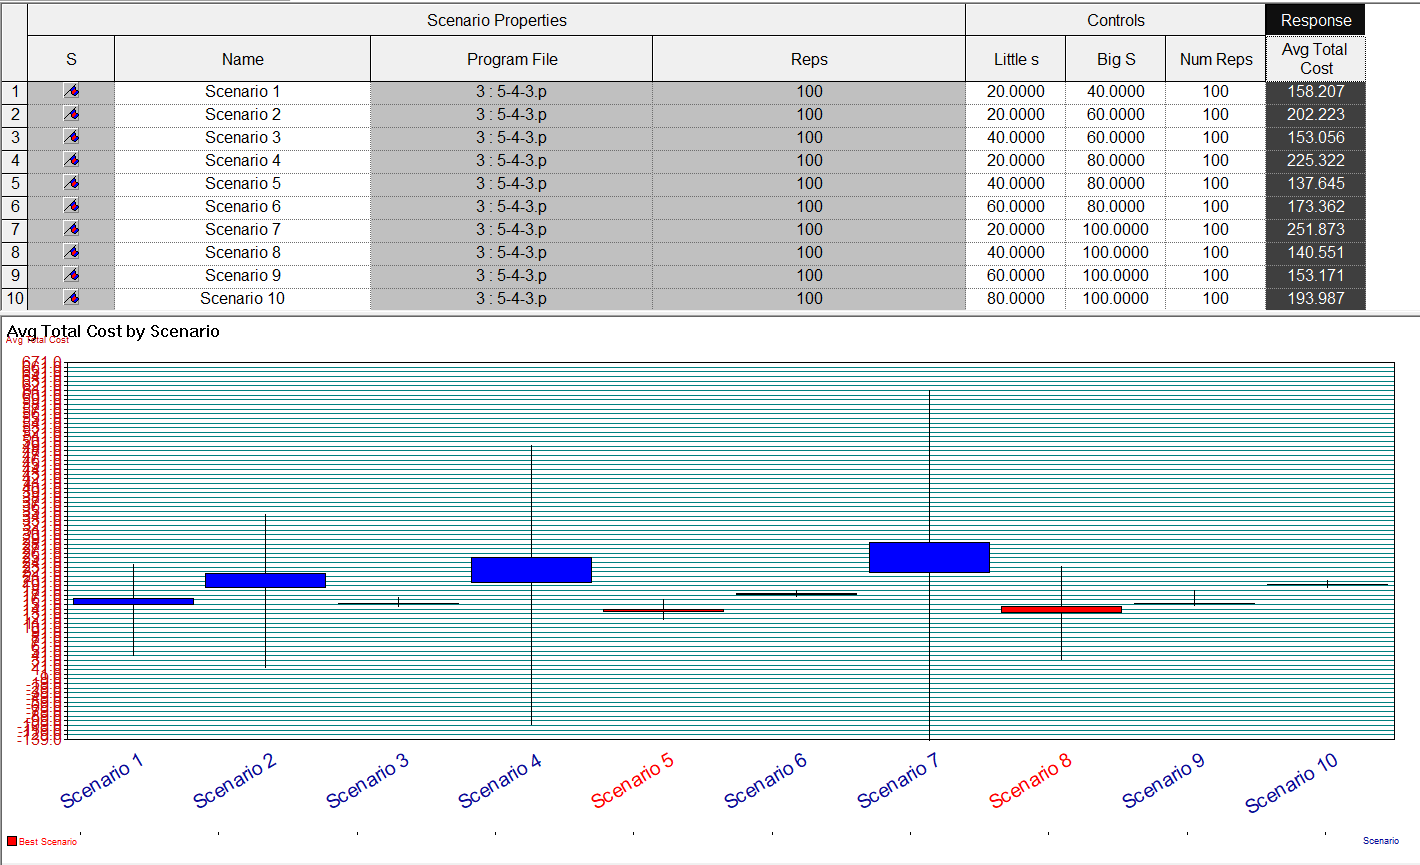 Scenario Properties Controls Response
S Name Program File Reps Little s Big S Num Reps Avg Total Cost
1 Scenario 1 3 : 5-4-3.p 100 20.0000 40.0000 100 158.207
2 Scenario 2 3 : 5-4-3.p 100 20.0000 60.0000 100 202.223
3 Scenario 3 3 : 5-4-3.p 100 40.0000 60.0000 100 153.056
4 Scenario 4 3 : 5-4-3.p 100 20.0000 80.0000 100 225.322
5 Scenario 5 3 : 5-4-3.p 100 40.0000 80.0000 100 137.645
6 Scenario 6 3 : 5-4-3.p 100 60.0000 80.0000 100 173.362
7 Scenario 7 3 : 5-4-3.p 100 20.0000 100.0000 100 251.873
8 Scenario 8 3 : 5-4-3.p 100 40.0000 100.0000 100 140.551
9 Scenario 9 3 : 5-4-3.p 100 60.0000 100.0000 100 153.171
10 Scenario 10 3 : 5-4-3.p 100 80.0000 100.0000 100 193.987
Avg Total Cost by Scenario
Avg Total Cost
671.0
-139.0
Scenario 1 Scenario 2 Scenario 3 Scenario 4 Scenario 5 Scenario 6 Scenario 7 Scenario 8 Scenario 9 Scenario 10
Best Scenario Scenario